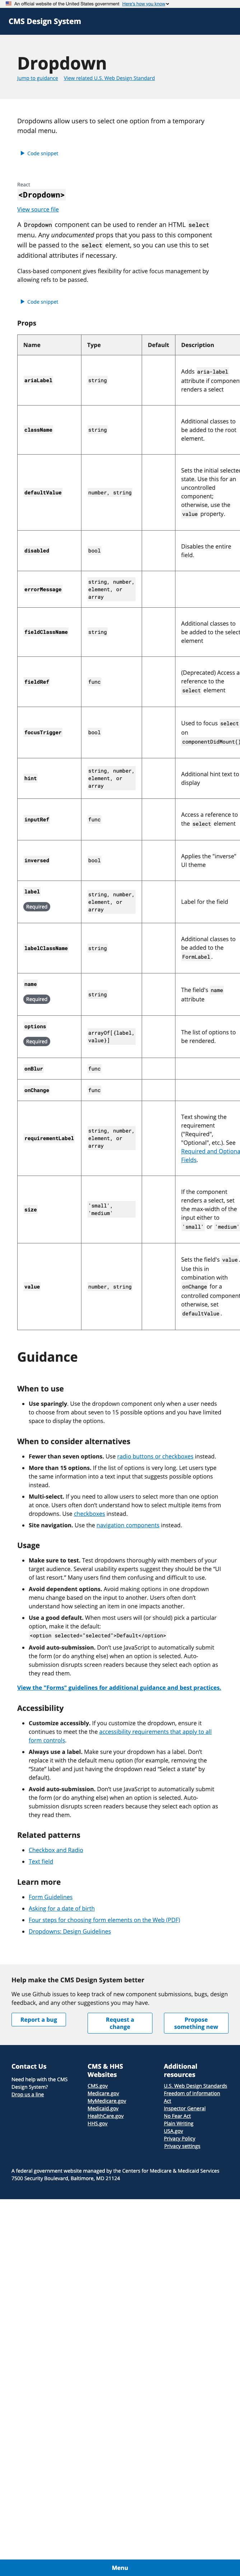 An official website of the United States government Here's how you know
CMS Design System
Dropdown
Jump to guidance View related U.S. Web Design Standard
Dropdowns allow users to select one option from a temporary
modal menu.
Code snippet
React
<Dropdown>
View source file
A Dropdown component can be used to render an HTML select
menu. Any undocumented props that you pass to this component
will be passed to the select element, so you can use this to set
additional attributes if necessary.
Class-based component gives flexibility for active focus management by
allowing refs to be passed.
Code snippet
Props
Name Type Default Description
ariaLabel string Adds aria-label
attribute if component
renders a select
className string Additional classes to
be added to the root
element.
defaultValue number, string Sets the initial selected
state. Use this for an
uncontrolled
component;
otherwise, use the
value property.
disabled bool Disables the entire
field.
errorMessage string, number,
element, or
array
fieldClassName string Additional classes to
be added to the select
element
fieldRef func (Deprecated) Access a
reference to the
select element
focusTrigger bool Used to focus select
on
componentDidMount()
hint string, number,
element, or
array
Additional hint text to
display
inputRef func Access a reference to
the select element
inversed bool Applies the "inverse"
UI theme
label
Required
string, number,
element, or
array
Label for the field
labelClassName string Additional classes to
be added to the
FormLabel.
name
Required
string
The field's name
attribute
options
Required
arrayOf[{label,
value}]
The list of options to
be rendered.
onBlur func
onChange func
requirementLabel string, number,
element, or
array
Text showing the
requirement
("Required",
"Optional", etc.). See
Required and Optional
Fields.
size 'small',
'medium'
If the component
renders a select, set
the max-width of the
input either to
'small' or 'medium'
value number, string Sets the field's value.
Use this in
combination with
onChange for a
controlled component;
otherwise, set
defaultValue.
Guidance
When to use
Use sparingly. Use the dropdown component only when a user needs
to choose from about seven to 15 possible options and you have limited
space to display the options.
When to consider alternatives
Fewer than seven options. Use radio buttons or checkboxes instead.
More than 15 options. If the list of options is very long. Let users type
the same information into a text input that suggests possible options
instead.
Multi-select. If you need to allow users to select more than one option
at once. Users often don't understand how to select multiple items from
dropdowns. Use checkboxes instead.
Site navigation. Use the navigation components instead.
Usage
Make sure to test. Test dropdowns thoroughly with members of your
target audience. Several usability experts suggest they should be the "UI
of last resort." Many users find them confusing and difficult to use.
Avoid dependent options. Avoid making options in one dropdown
menu change based on the input to another. Users often don't
understand how selecting an item in one impacts another.
Use a good default. When most users will (or should) pick a particular
option, make it the default:
<option selected="selected">Default</option>
Avoid auto-submission. Don't use JavaScript to automatically submit
the form (or do anything else) when an option is selected. Auto-
submission disrupts screen readers because they select each option as
they read them.
View the "Forms" guidelines for additional guidance and best practices.
Accessibility
Customize accessibly. If you customize the dropdown, ensure it
continues to meet the the accessibility requirements that apply to all
form controls.
Always use a label. Make sure your dropdown has a label. Don't
replace it with the default menu option (for example, removing the
"State" label and just having the dropdown read "Select a state" by
default).
Avoid auto-submission. Don't use JavaScript to automatically submit
the form (or do anything else) when an option is selected. Auto-
submission disrupts screen readers because they select each option as
they read them.
Related patterns
Checkbox and Radio
Text field
Learn more
Form Guidelines
Asking for a date of birth
Four steps for choosing form elements on the Web (PDF)
Dropdowns: Design Guidelines
Help make the CMS Design System better
We use Github issues to keep track of new component submissions, bugs, design
feedback, and any other suggestions you may have.
Report a bug
Request a
change
Propose
something new
Contact Us
Need help with the CMS
Design System?
Drop us a line
CMS & HHS
Websites
CMS.gov
Medicare.gov
MyMedicare.gov
Medicaid.gov
HealthCare.gov
HHS.gov
Additional
resources
U.S. Web Design Standards
Freedom of Information
Act
Inspector General
No Fear Act
Plain Writing
USA.gov
Privacy Policy
Privacy settings
A federal government website managed by the Centers for Medicare & Medicaid Services
7500 Security Boulevard, Baltimore, MD 21124
Menu